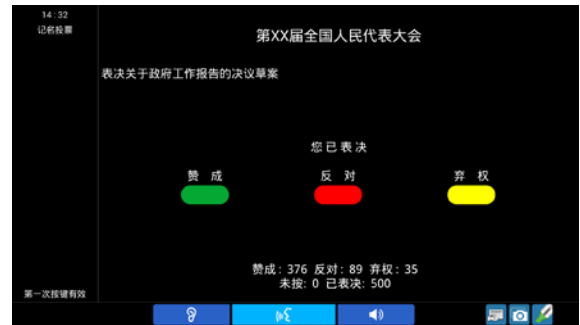 14:32
记名投票
第XX届全国人民代表大会
表决关于政府工作报告的决议草案
您已表决
赞 成 反 对 弃 权
赞成: 376 反对: 89 弃权: 35
未按: 0 已表决: 500
第一次按键有效